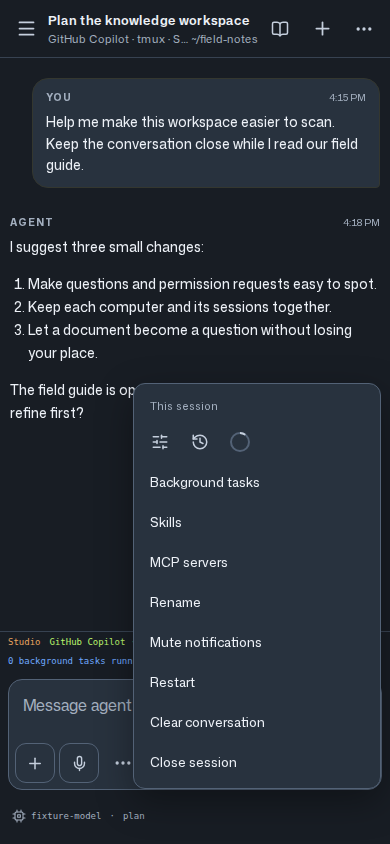 Plan the knowledge workspace
GitHub Copilot · tmux · S... ~/field-notes
YOU 4:15 PM
Help me make this workspace easier to scan.
Keep the conversation close while I read our field
guide.
AGENT 4:18 PM
I suggest three small changes:
1. Make questions and permission requests easy to spot.
2. Keep each computer and its sessions together.
3. Let a document become a question without losing
your place.
The field guide is
refine first?
This session
Background tasks
Skills
MCP servers
Rename
Mute notifications
Restart
Clear conversation
Close session
Studio GitHub Copilot
0 background tasks
Message agent
fixture-model · plan